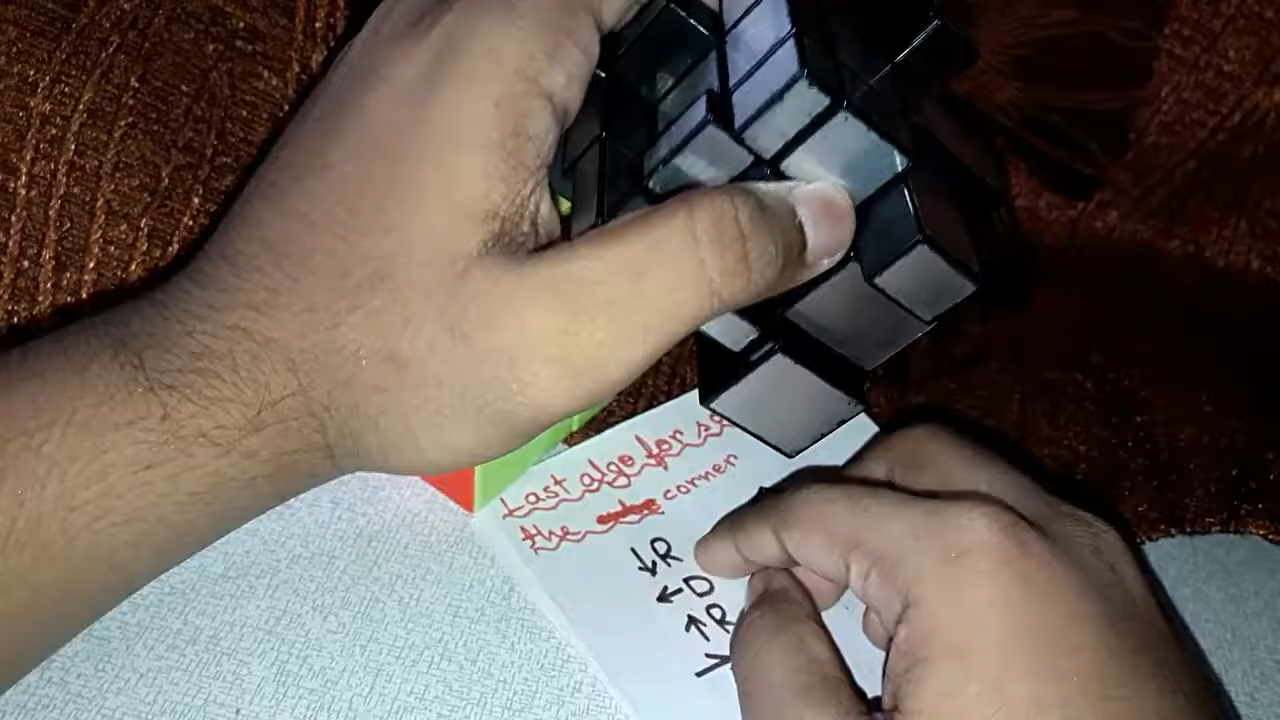 Last algo for
the corner
↓R
←D
↑R